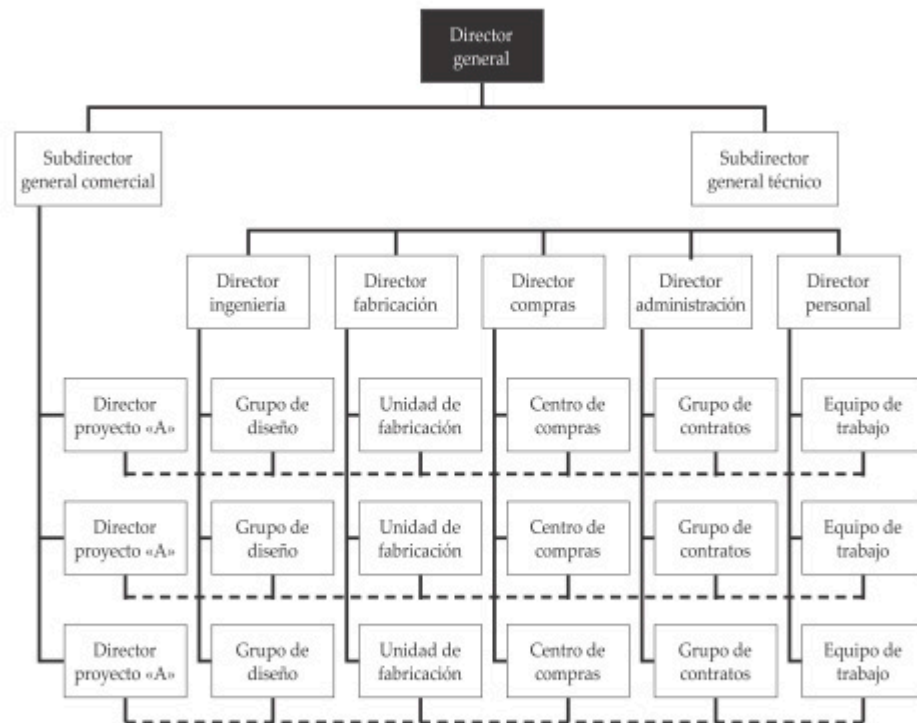 Director
general
Subdirector
general comercial
Subdirector
general técnico
Director
ingeniería
Director
fabricación
Director
compras
Director
administración
Director
personal
Director
proyecto «A»
Grupo de
diseño
Unidad de
fabricación
Centro de
compras
Grupo de
contratos
Equipo de
trabajo
Director
proyecto «A»
Grupo de
diseño
Unidad de
fabricación
Centro de
compras
Grupo de
contratos
Equipo de
trabajo
Director
proyecto «A»
Grupo de
diseño
Unidad de
fabricación
Centro de
compras
Grupo de
contratos
Equipo de
trabajo